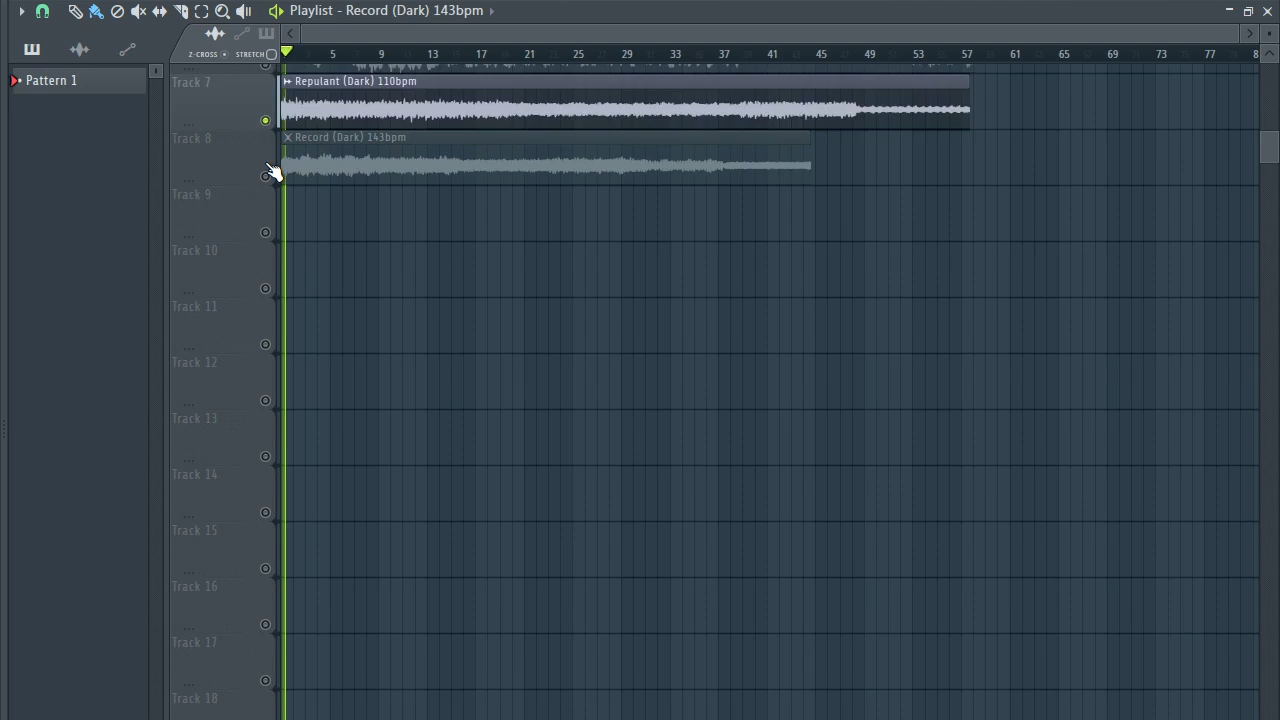 Playlist - Record (Dark) 143bpm
Z-CROSS STRETCH
5 9 13 17 21 25 29 33 37 41 45 49 53 57 61 65 69 73 77 8
Pattern 1
Track 7
Repulant (Dark) 110bpm
Track 8
Record (Dark) 143bpm
Track 9
Track 10
Track 11
Track 12
Track 13
Track 14
Track 15
Track 16
Track 17
Track 18